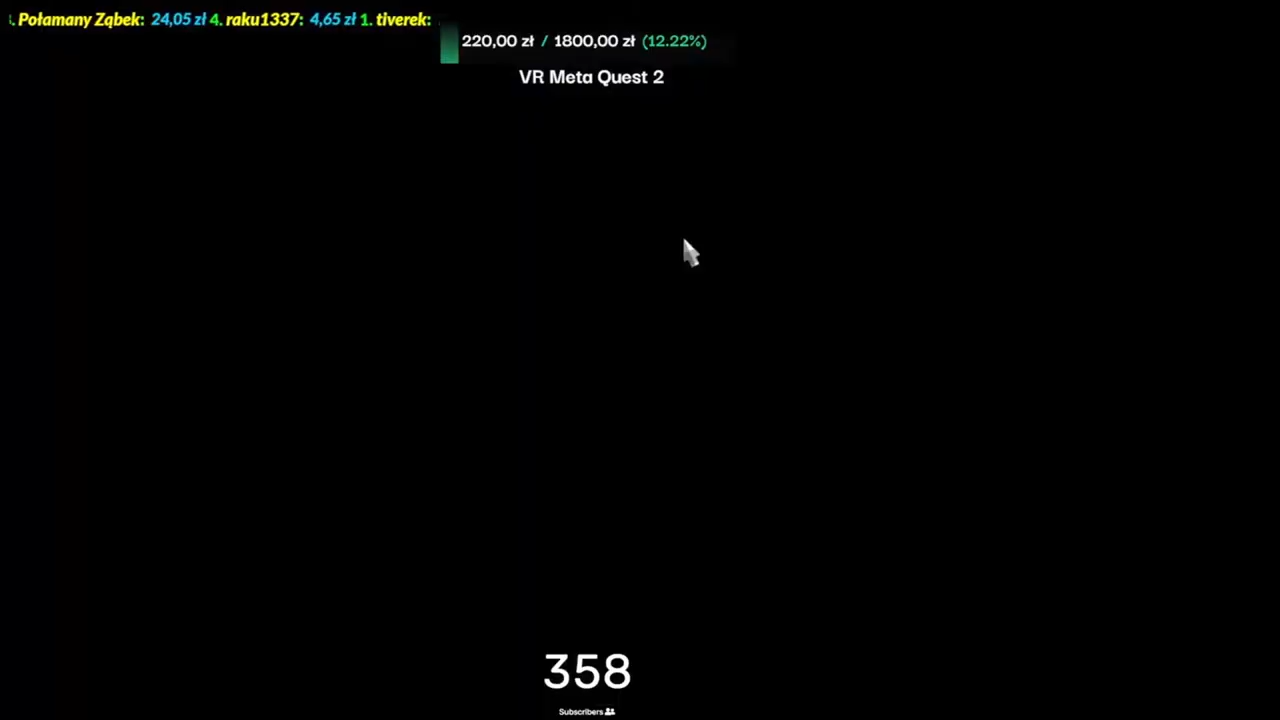 . Połamany Ząbek: 24,05 zł 4. raku1337: 4,65 zł 1. tiverek:
220,00 zł / 1800,00 zł (12.22%)
VR Meta Quest 2
358
Subscribers